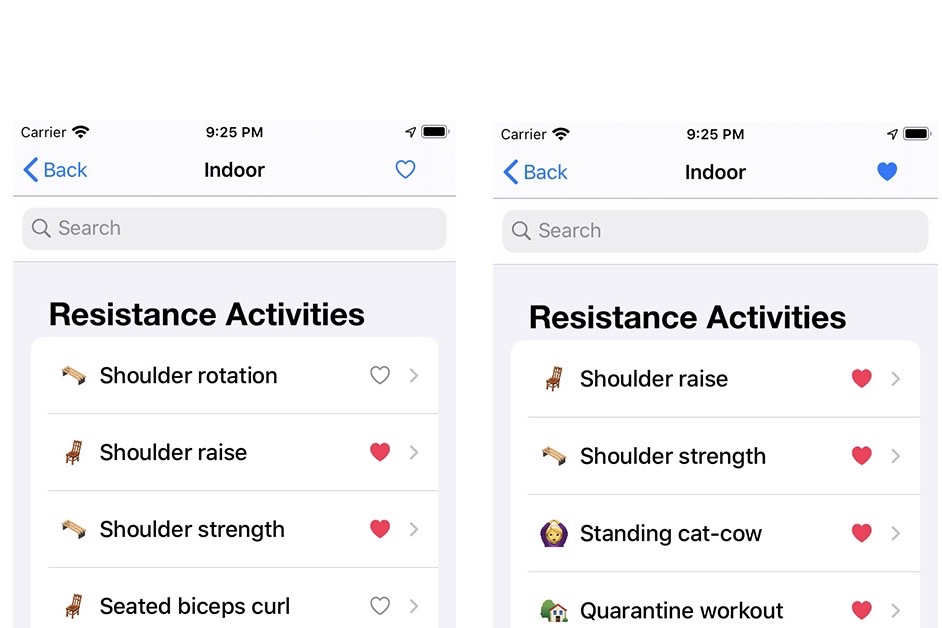 Carrier 9:25 PM
Back Indoor
Search
Resistance Activities
Shoulder rotation
Shoulder raise
Shoulder strength
Seated biceps curl
Carrier 9:25 PM
Back Indoor
Search
Resistance Activities
Shoulder raise
Shoulder strength
Standing cat-cow
Quarantine workout